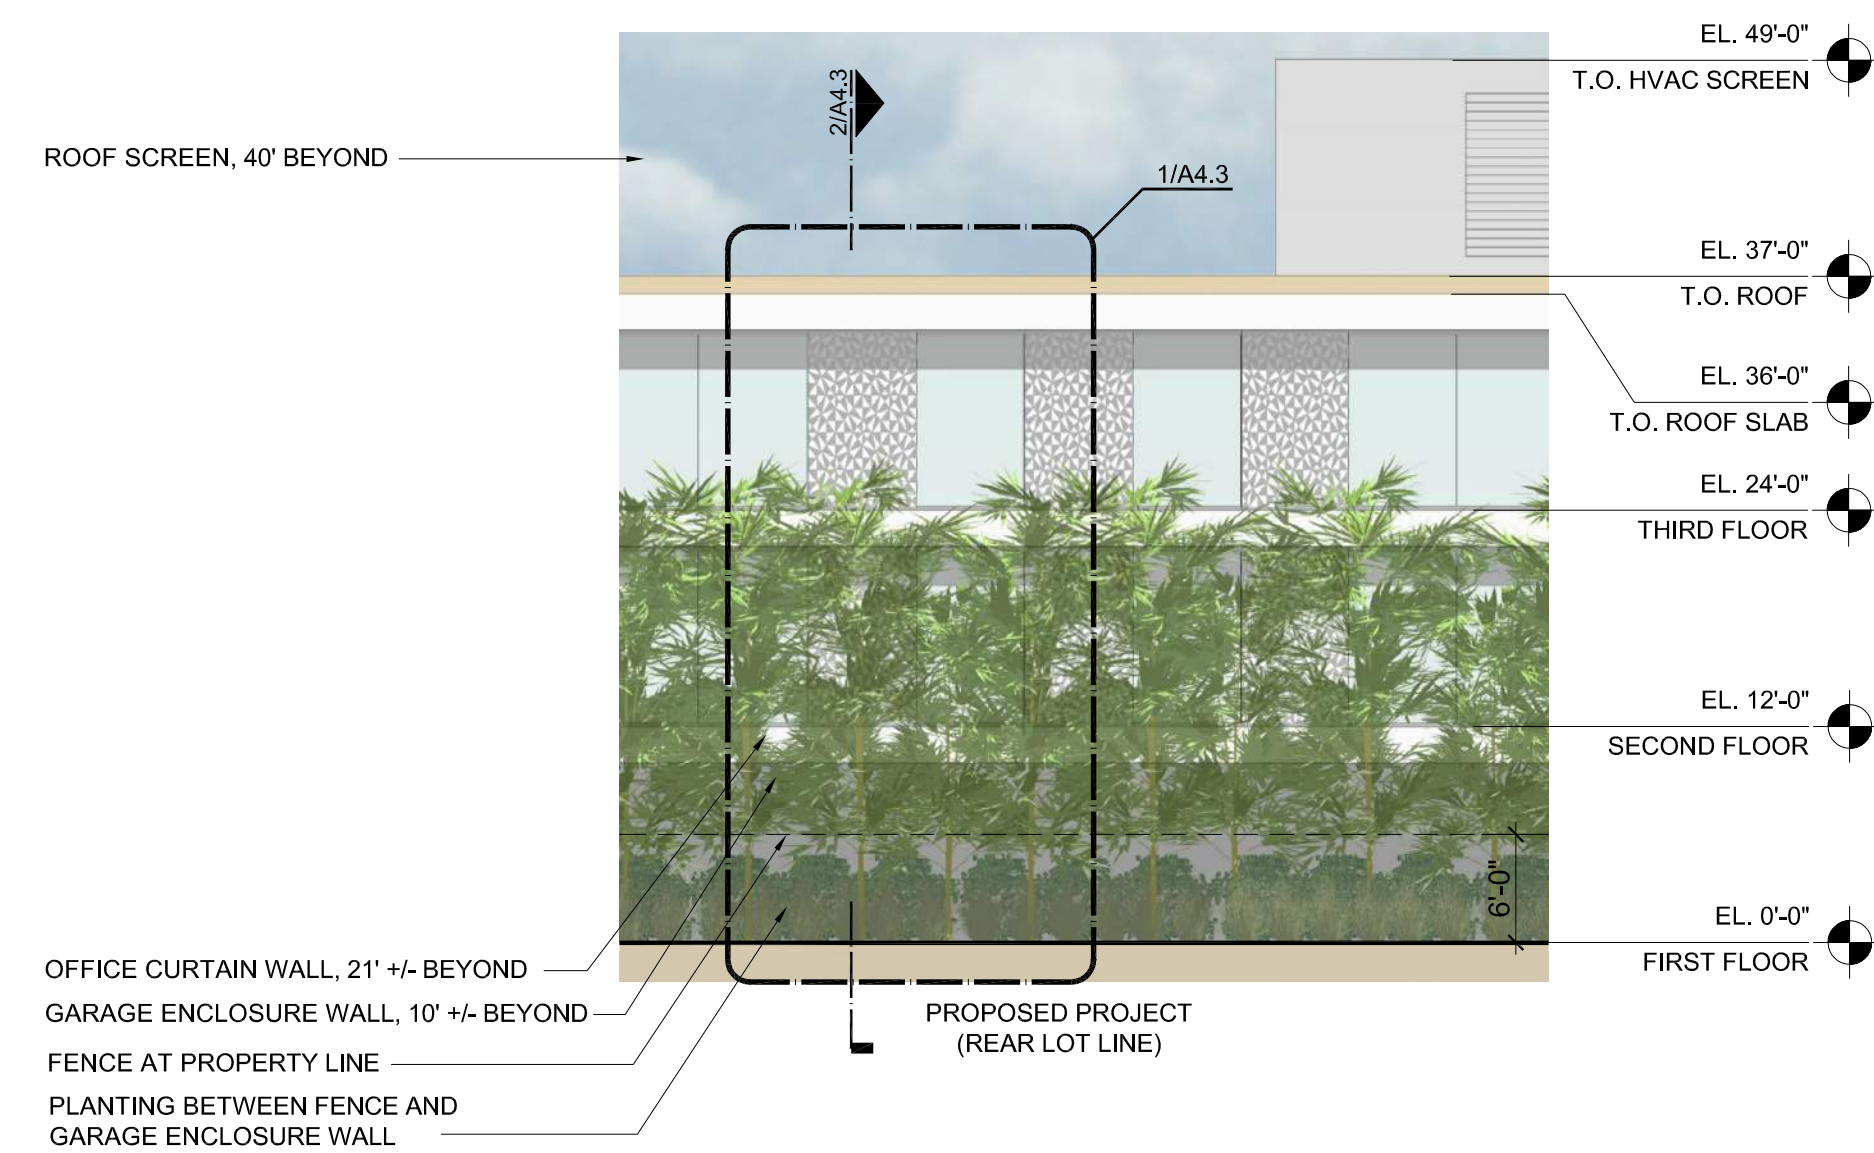 EL. 49'-0"
T.O. HVAC SCREEN
2/A4.3
ROOF SCREEN, 40' BEYOND
1/A4.3
EL. 37'-0"
T.O. ROOF
EL. 36'-0"
T.O. ROOF SLAB
EL. 24'-0"
THIRD FLOOR
EL. 12'-0"
SECOND FLOOR
6'-0"
EL. 0'-0"
FIRST FLOOR
OFFICE CURTAIN WALL, 21' +/- BEYOND
GARAGE ENCLOSURE WALL, 10' +/- BEYOND
FENCE AT PROPERTY LINE
PLANTING BETWEEN FENCE AND
GARAGE ENCLOSURE WALL
PROPOSED PROJECT
(REAR LOT LINE)